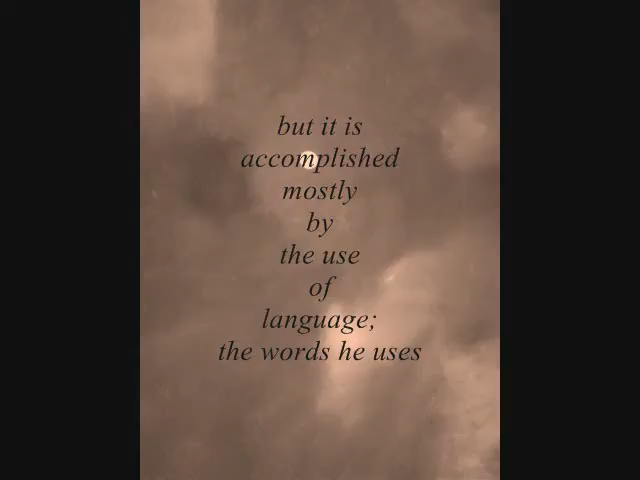 but it is
accomplished
mostly
by
the use
of
language;
the words he uses